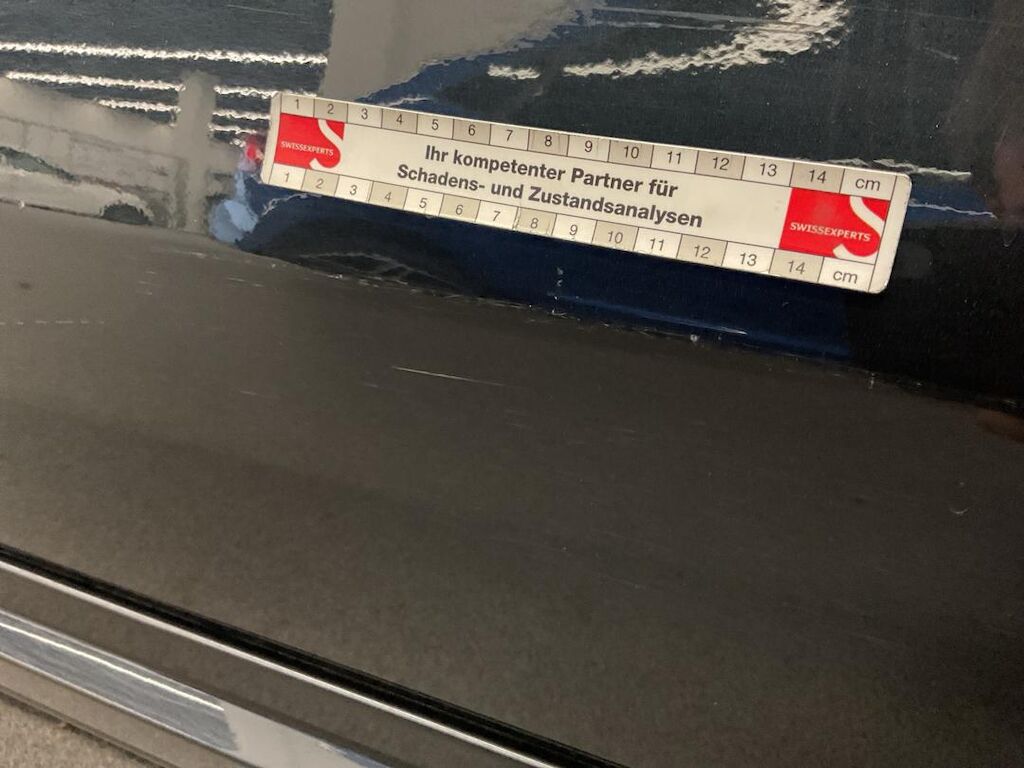 1 2 3 4 5 6 7 8 9 10 11 12 13 14 cm
SWISSEXPERTS
Ihr kompetenter Partner für
Schadens- und Zustandsanalysen
SWISSEXPERTS
1 2 3 4 5 6 7 8 9 10 11 12 13 14 cm